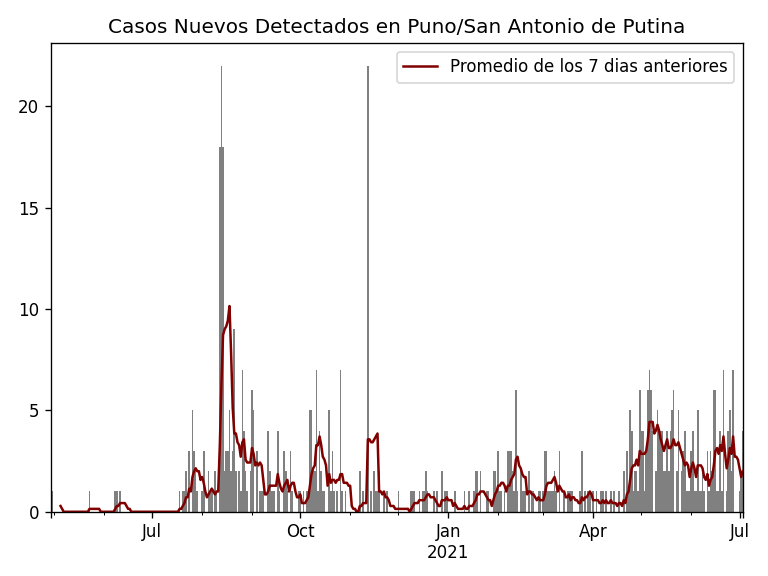 Casos Nuevos Detectados en Puno/San Antonio de Putina
Promedio de los 7 dias anteriores
20
15
10
5
0
Jul
Oct
Jan
2021
Apr
Jul